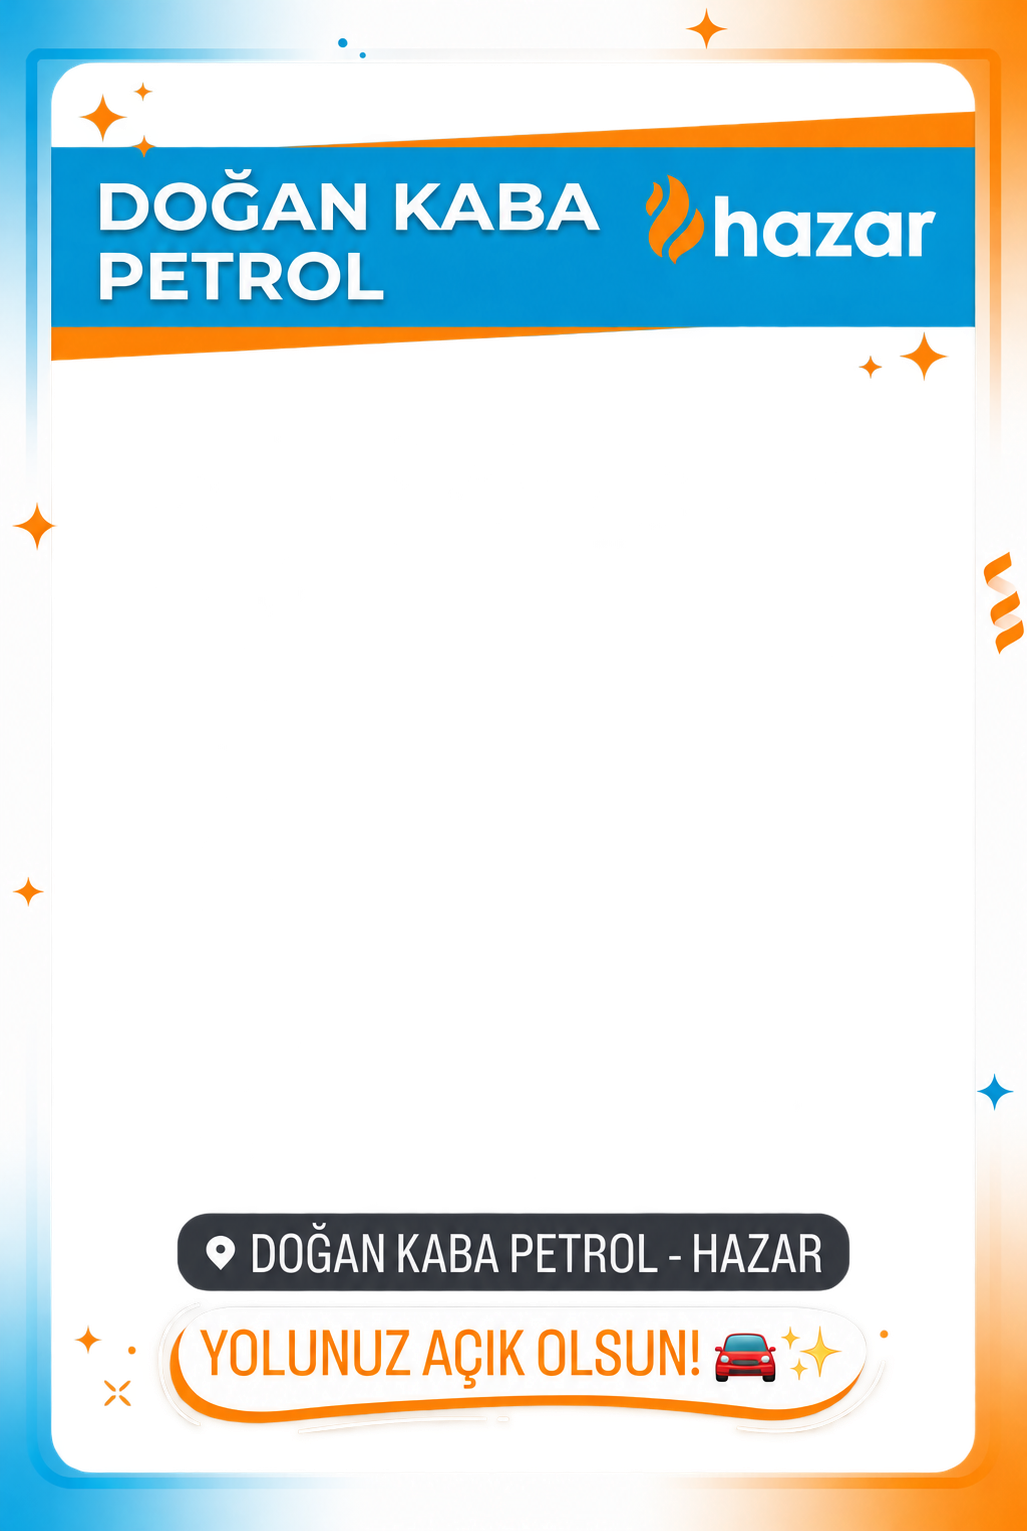 DOĞAN KABA
PETROL
hazar
DOĞAN KABA PETROL - HAZAR
YOLUNUZ AÇIK OLSUN! 🚘✨